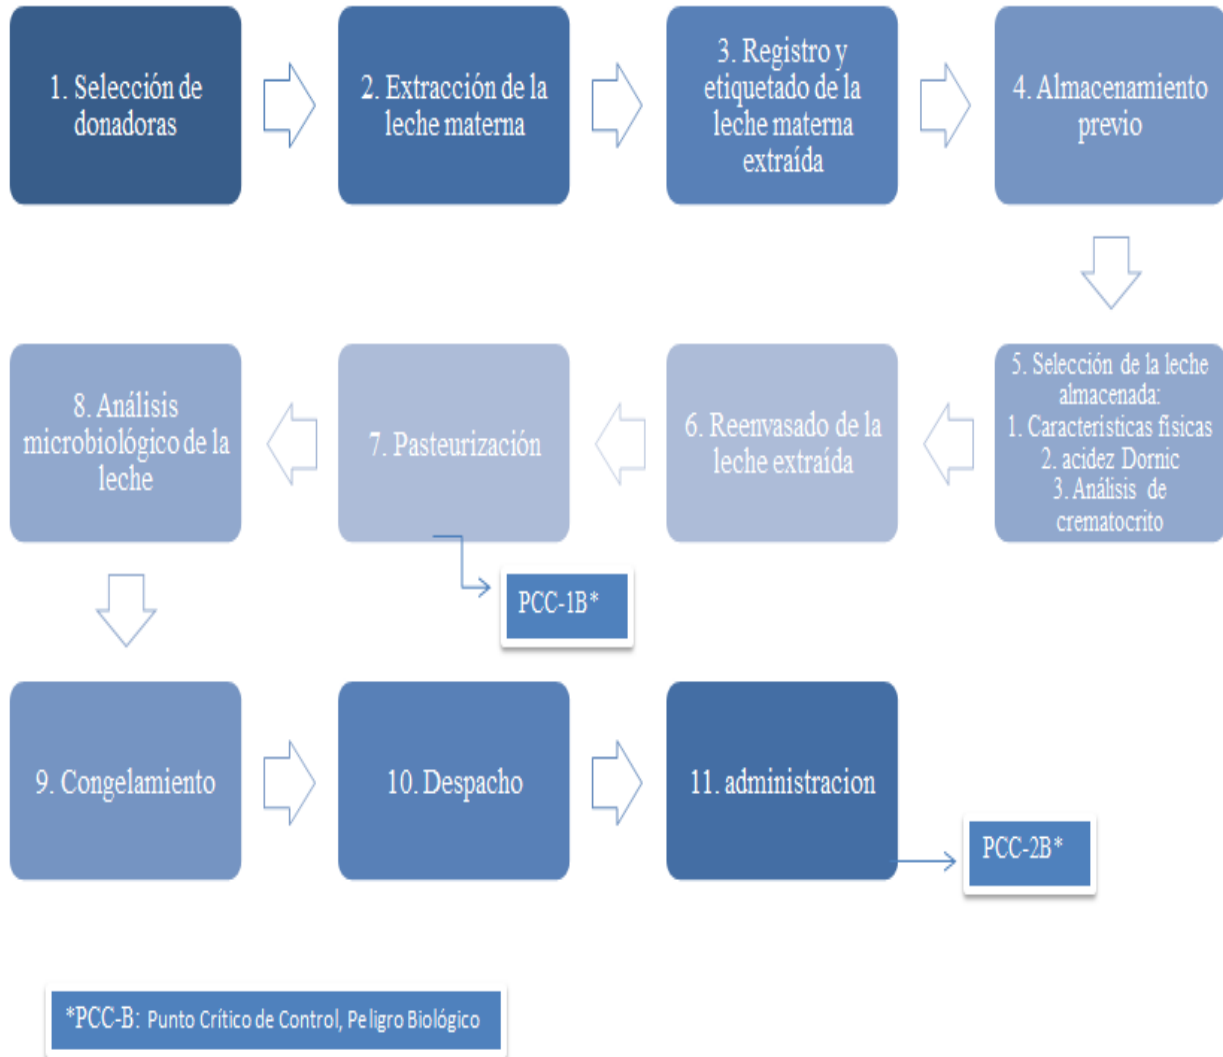 1. Selección de
donadoras
2. Extracción de la
leche materna
3. Registro y
etiquetado de la
leche materna
extraída
4. Almacenamiento
previo
5. Selección de la leche
almacenada:
1. Características físicas
2. acidez Dornic
3. Análisis de
crematocrito
6. Reenvasado de la
leche extraída
7. Pasteurización
PCC-1B*
8. Análisis
microbiológico de la
leche
9. Congelamiento
10. Despacho
11. administracion
PCC-2B*
*PCC-B: Punto Crítico de Control, Peligro Biológico